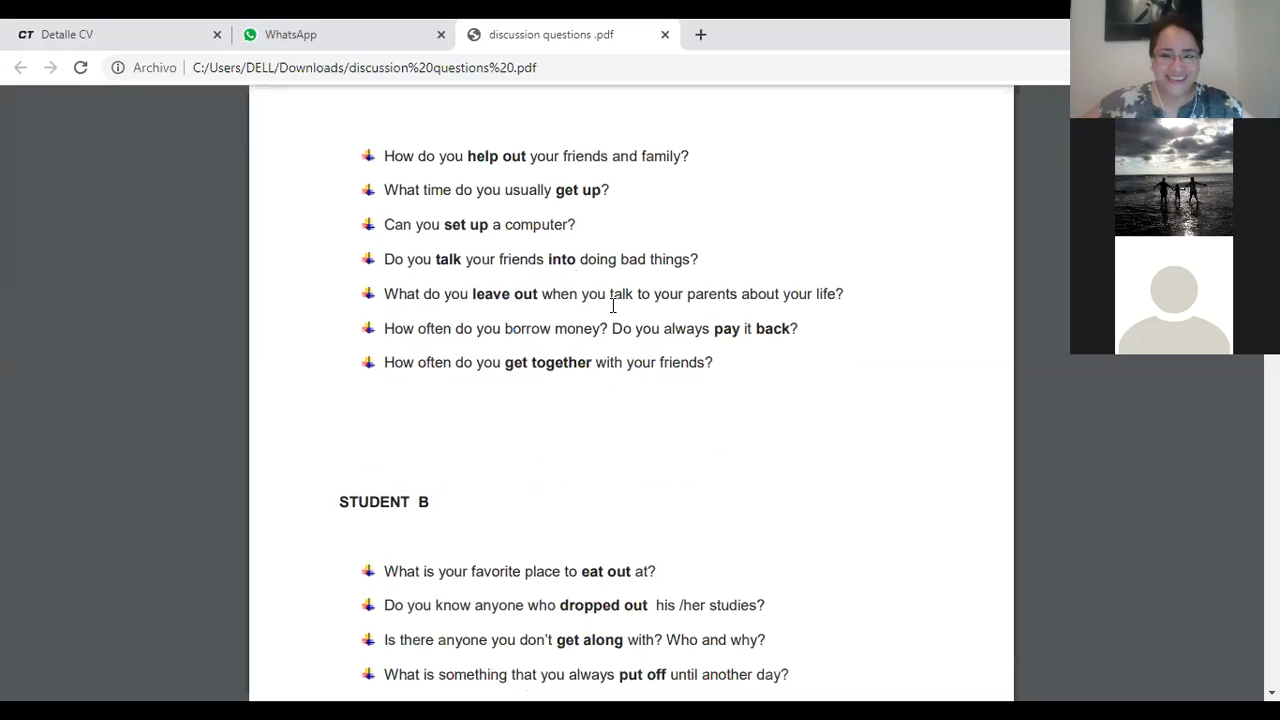 CT Detalle CV
WhatsApp
discussion questions .pdf
Archivo
C:/Users/DELL/Downloads/discussion%20questions%20.pdf
How do you help out your friends and family?
What time do you usually get up?
Can you set up a computer?
Do you talk your friends into doing bad things?
What do you leave out when you talk to your parents about your life?
How often do you borrow money? Do you always pay it back?
How often do you get together with your friends?
STUDENT B
What is your favorite place to eat out at?
Do you know anyone who dropped out his /her studies?
Is there anyone you don't get along with? Who and why?
What is something that you always put off until another day?